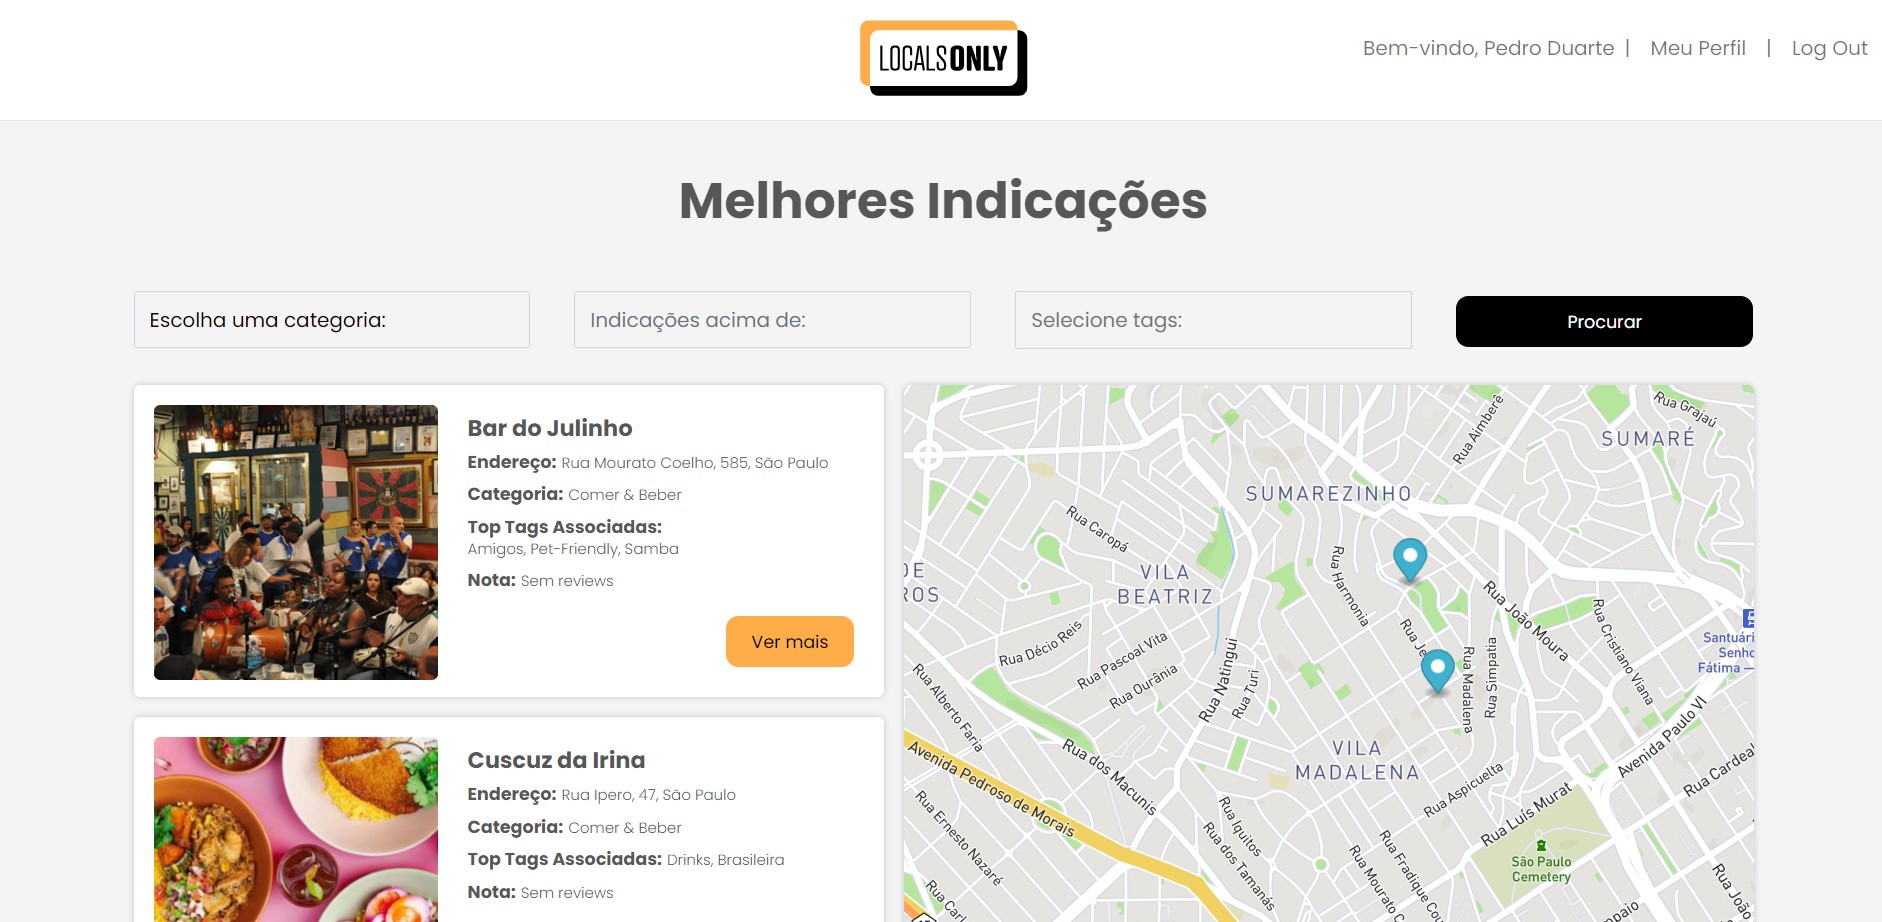 LOCALSONLY
Bem-vindo, Pedro Duarte | Meu Perfil | Log Out
Melhores Indicações
Escolha uma categoria:
Indicações acima de:
Selecione tags:
Procurar
Bar do Julinho
Endereço: Rua Mourato Coelho, 585, São Paulo
Categoria: Comer & Beber
Top Tags Associadas:
Amigos, Pet-Friendly, Samba
Nota: Sem reviews
Ver mais
Cuscuz da Irina
Endereço: Rua Ipero, 47, São Paulo
Categoria: Comer & Beber
Top Tags Associadas: Drinks, Brasileira
Nota: Sem reviews
Rua Grajaú
SUMARÉ
Rua Aimberê
SUMAREZINHO
Rua Caropá
DE
ROS
VILA
BEATRIZ
Rua Harmonia
Rua João Moura
Rua Cristiano Viana
Santuári
Senho
Fátima —
Rua Décio Reis
Rua Pascoal Vita
Rua Ourânia
Rua Natingui
Rua Turi
Rua Je
Rua Madalena
Rua Simpatia
Rua Alberto Faria
Avenida Paulo VI
Rua dos Macunis
VILA
MADALENA
Rua Cardea
Avenida Pedroso de Morais
Rua Aspicuelta
Rua Luís Murat
Rua Ernesto Nazaré
Rua Iquitos
Rua dos Tamanás
Rua Mourato C
Rua Fradique Cou
São Paulo
Cemetery
Rua João
Rua Carl
mpaio